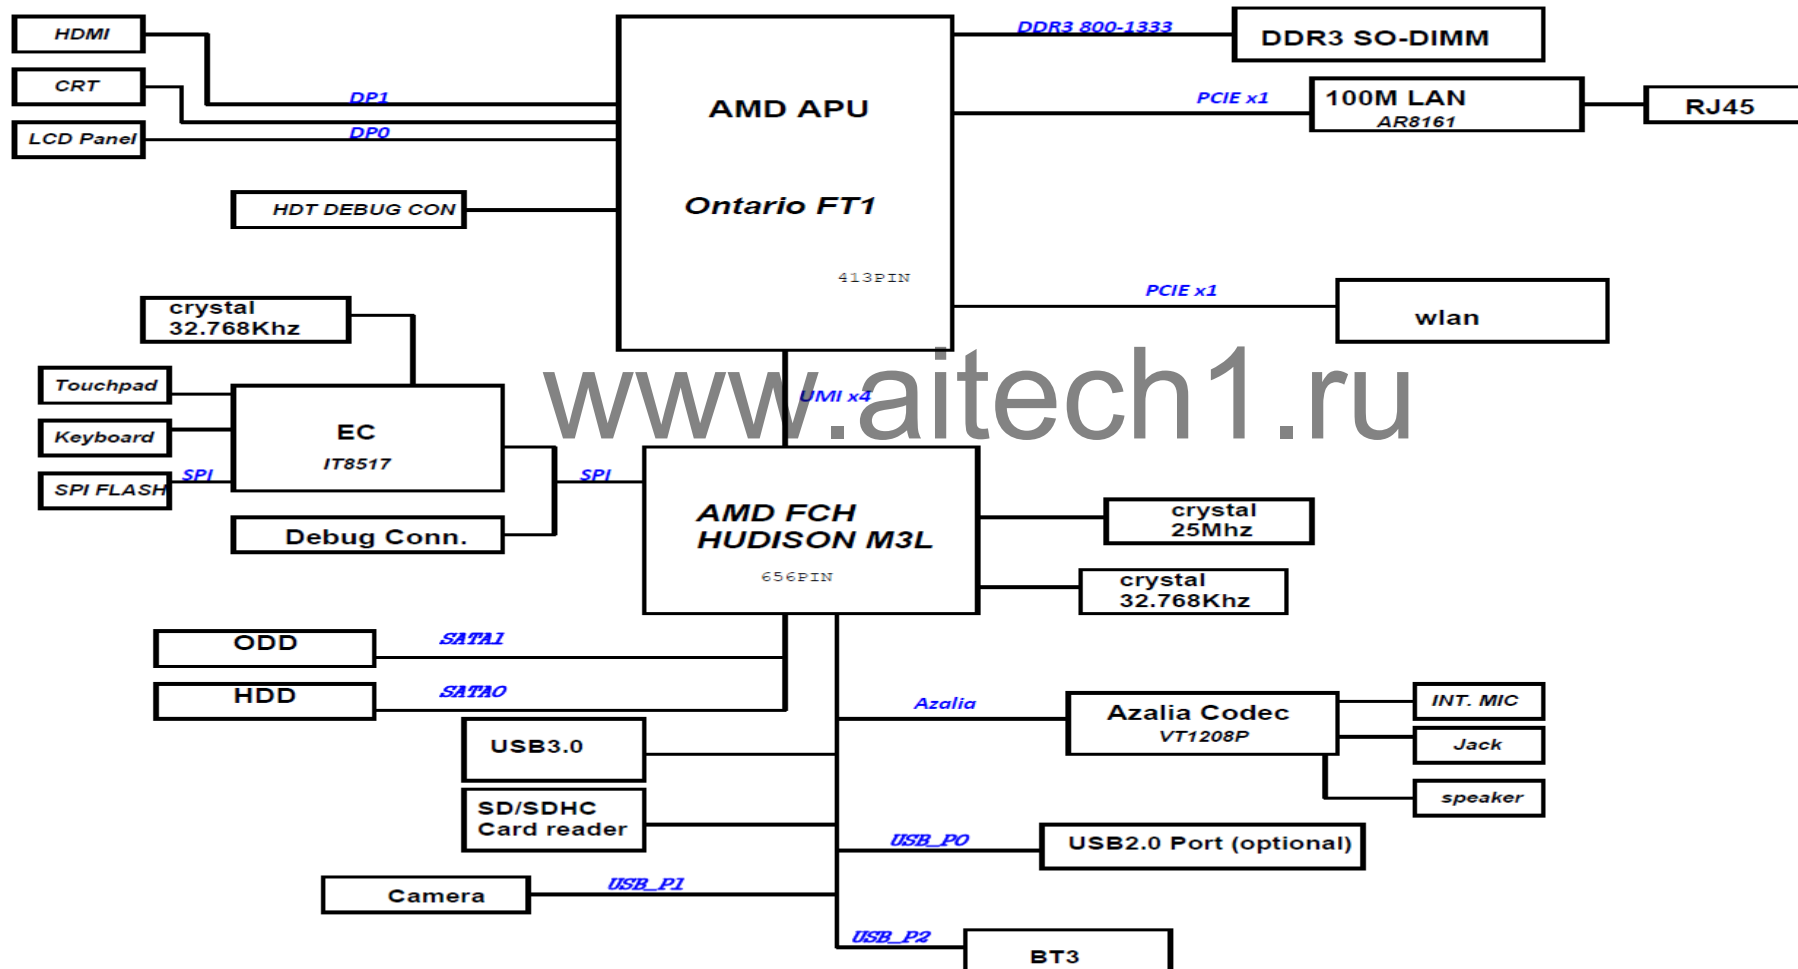 HDMI
DDR3 800-1333
DDR3 SO-DIMM
CRT
DP1
AMD APU
PCIE x1
100M LAN
AR8161
RJ45
LCD Panel
DP0
HDT DEBUG CON
Ontario FT1
413PIN
PCIE x1
wlan
crystal
32.768Khz
www.aitech1.ru
UMI x4
Touchpad
Keyboard
SPI FLASH
SPI
EC
IT8517
SPI
Debug Conn.
AMD FCH
HUDISON M3L
656PIN
crystal
25Mhz
crystal
32.768Khz
ODD
SATA1
HDD
SATA0
USB3.0
Azalia
Azalia Codec
VT1208P
INT. MIC
Jack
speaker
SD/SDHC
Card reader
USB_P0
USB2.0 Port (optional)
Camera
USB_P1
USB_P2
BT3